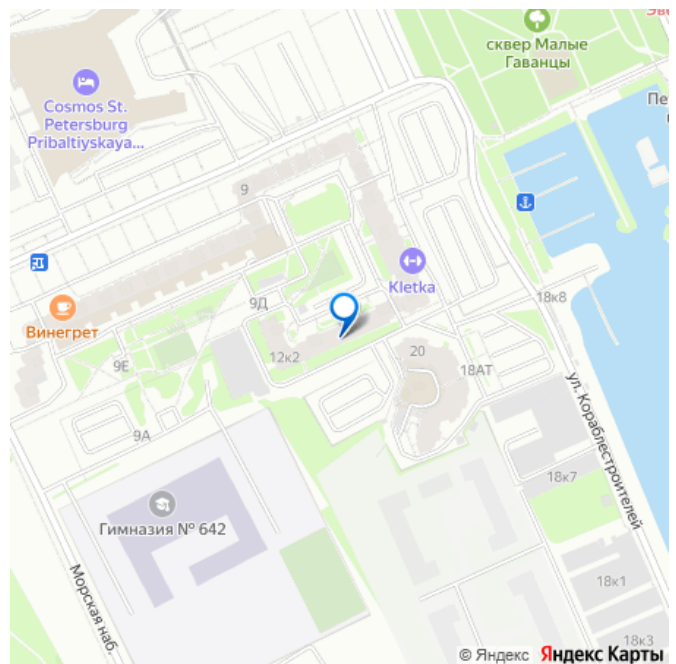 сквер Малые
Гаванцы
Cosmos St.
Petersburg
Pribaltiyskaya...
9
Kletka
Винегрет
9Д
18к8
9Е
12к2
20
18АТ
9А
ул. Кораблестроителей
18к7
Гимназия № 642
Морская наб.
18к1
18к3
© Яндекс Яндекс Карты